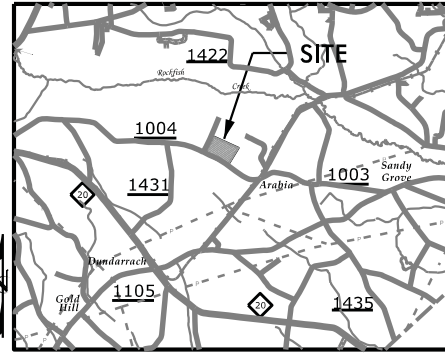 1422
SITE
Rockfish
Creek
1004
1431
Arabia
1003
Sandy
Grove
20
P
P
P
Dundarrach
P
P
P
1105
Gold
Hill
20
1435
P
P